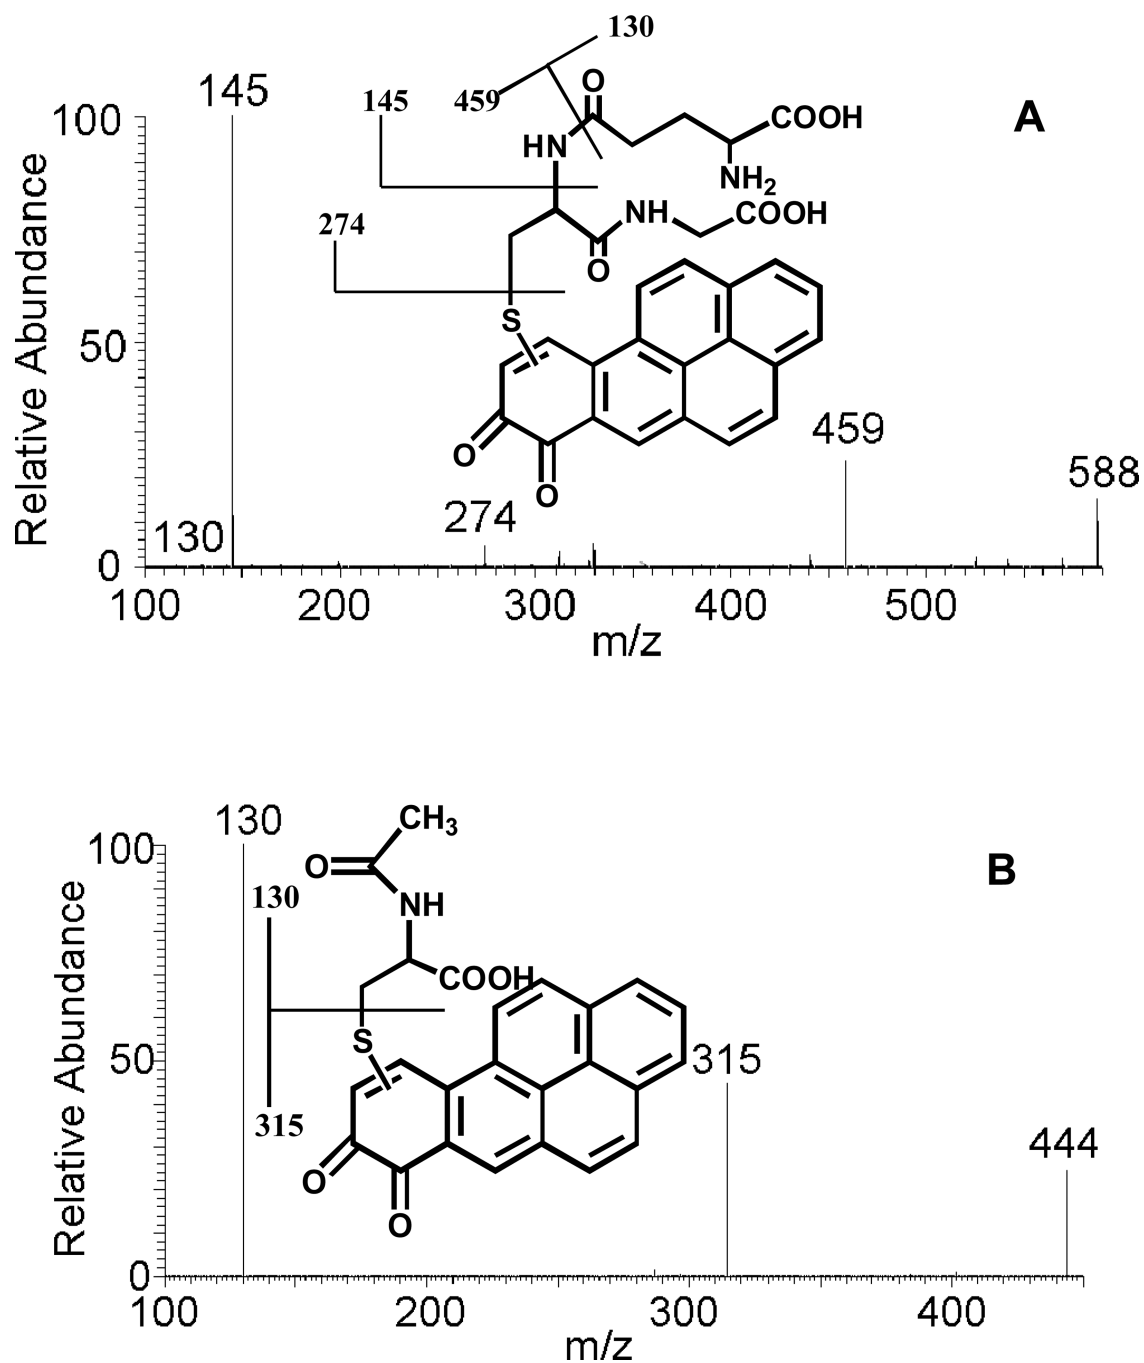 130
145
145
459
O
COOH
A
100
HN
NH₂
274
NH
COOH
O
S
50
O
O
459
588
274
130
0
100
200
300
400
500
m/z
Relative Abundance
130
CH₃
100
O
B
130
NH
COOH
S
50
315
315
444
O
O
0
100
200
300
400
m/z
Relative Abundance